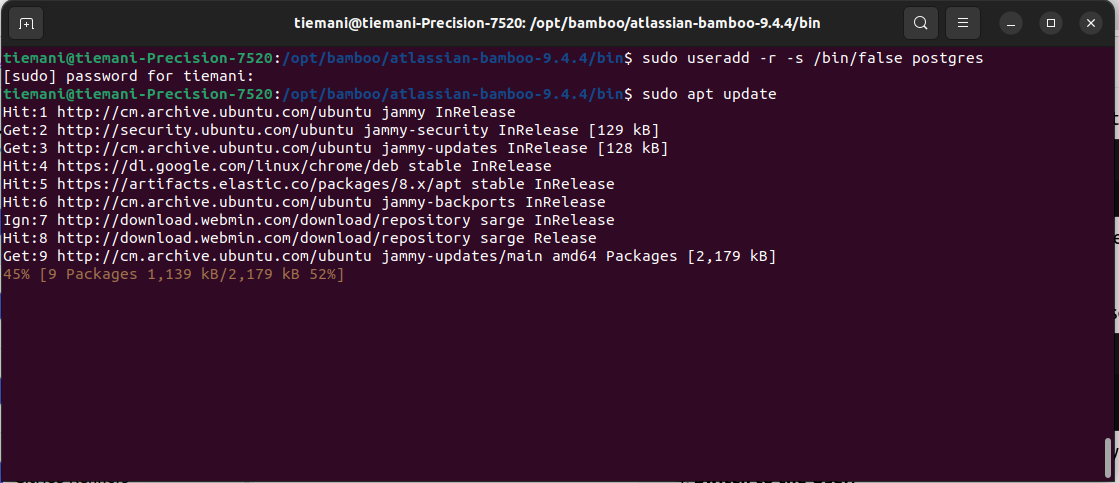 tiemani@tiemani-Precision-7520: /opt/bamboo/atlassian-bamboo-9.4.4/bin
tiemani@tiemani-Precision-7520:/opt/bamboo/atlassian-bamboo-9.4.4/bin$ sudo useradd -r -s /bin/false postgres
[sudo] password for tiemani:
tiemani@tiemani-Precision-7520:/opt/bamboo/atlassian-bamboo-9.4.4/bin$ sudo apt update
Hit:1 http://cm.archive.ubuntu.com/ubuntu jammy InRelease
Get:2 http://security.ubuntu.com/ubuntu jammy-security InRelease [129 kB]
Get:3 http://cm.archive.ubuntu.com/ubuntu jammy-updates InRelease [128 kB]
Hit:4 https://dl.google.com/linux/chrome/deb stable InRelease
Hit:5 https://artifacts.elastic.co/packages/8.x/apt stable InRelease
Hit:6 http://cm.archive.ubuntu.com/ubuntu jammy-backports InRelease
Ign:7 http://download.webmin.com/download/repository sarge InRelease
Hit:8 http://download.webmin.com/download/repository sarge Release
Get:9 http://cm.archive.ubuntu.com/ubuntu jammy-updates/main amd64 Packages [2,179 kB]
45% [9 Packages 1,139 kB/2,179 kB 52%]